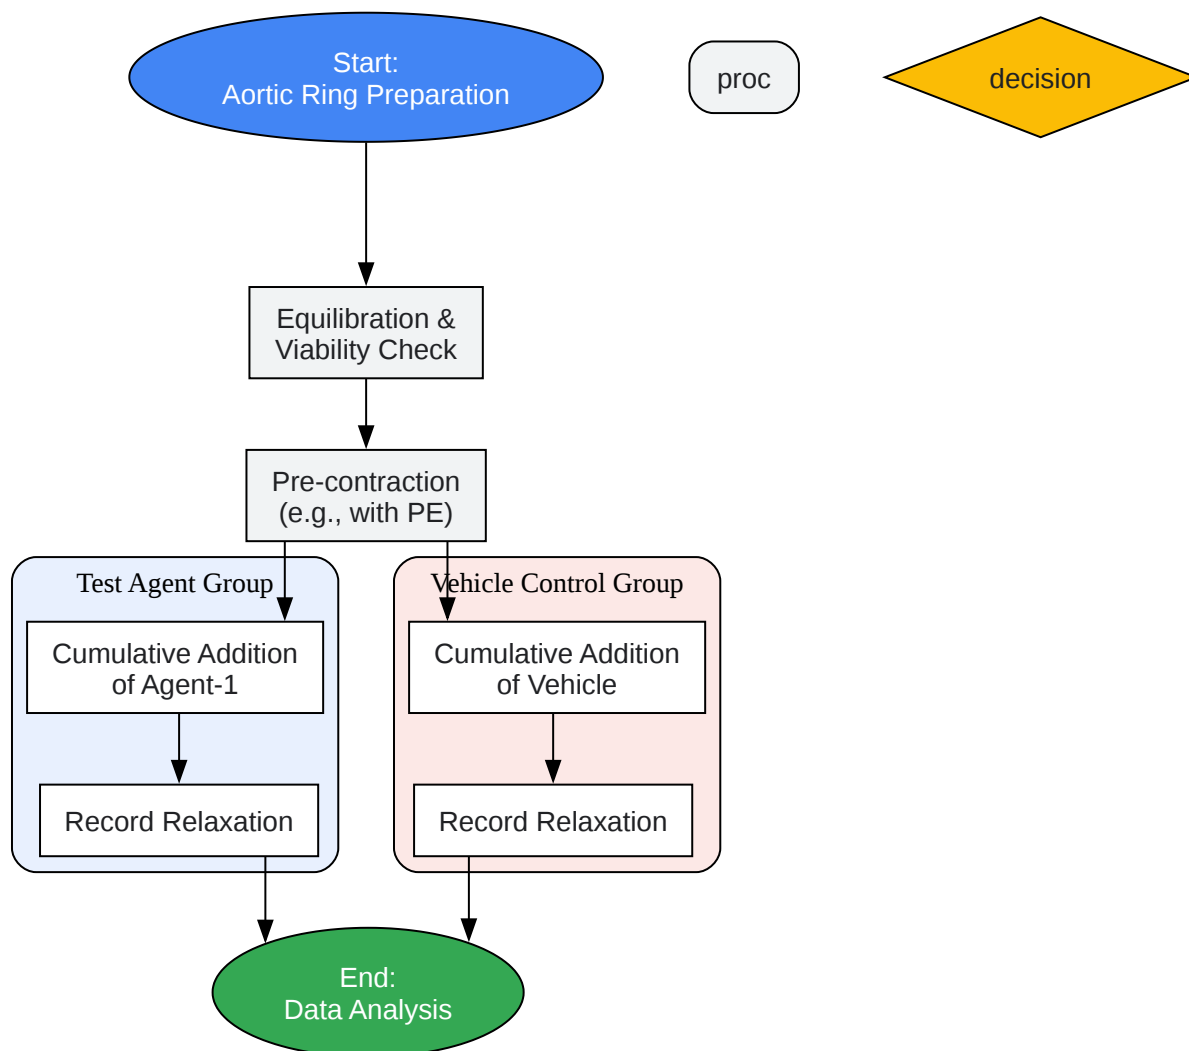 Start:
Aortic Ring Preparation
proc
decision
Equilibration &
Viability Check
Pre-contraction
(e.g., with PE)
Test Agent Group
Vehicle Control Group
Cumulative Addition
of Agent-1
Cumulative Addition
of Vehicle
Record Relaxation
Record Relaxation
End:
Data Analysis